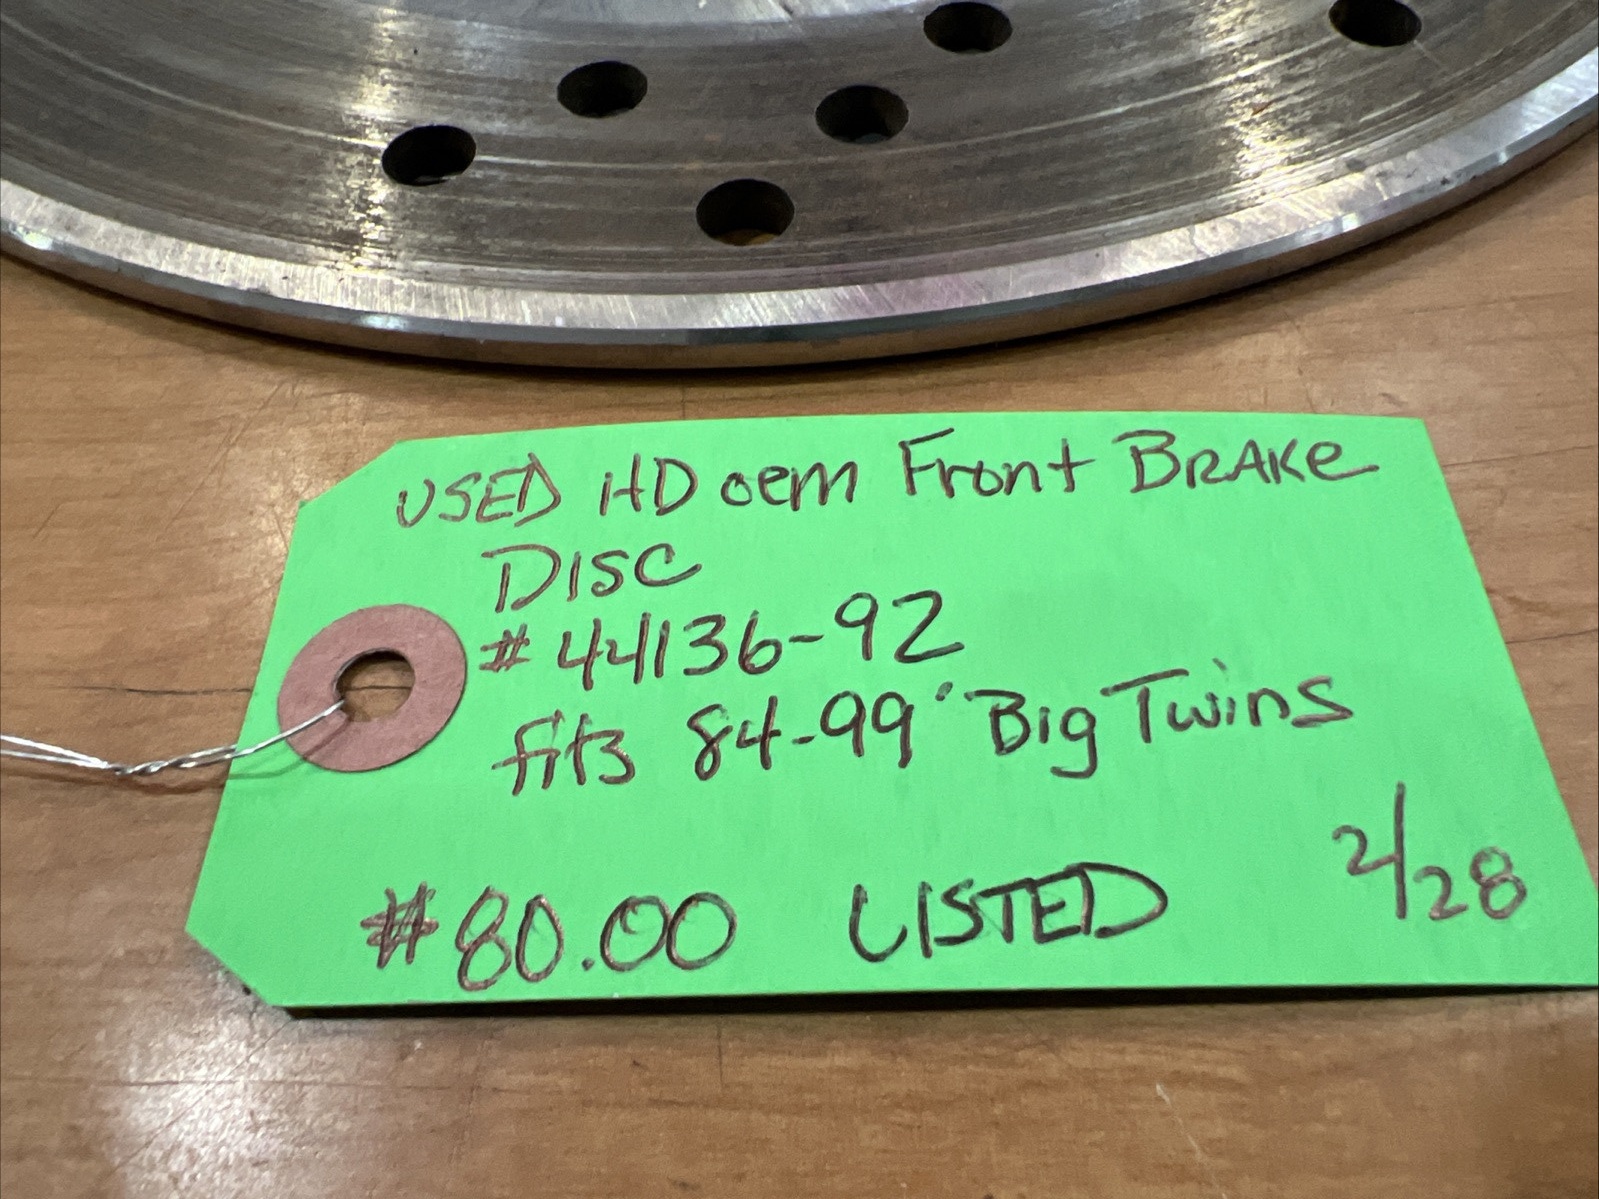 USED HD oem Front BRAKe
DISC
# 44136-92
fits 84-99' Big Twins
2/28
#80.00 LISTED